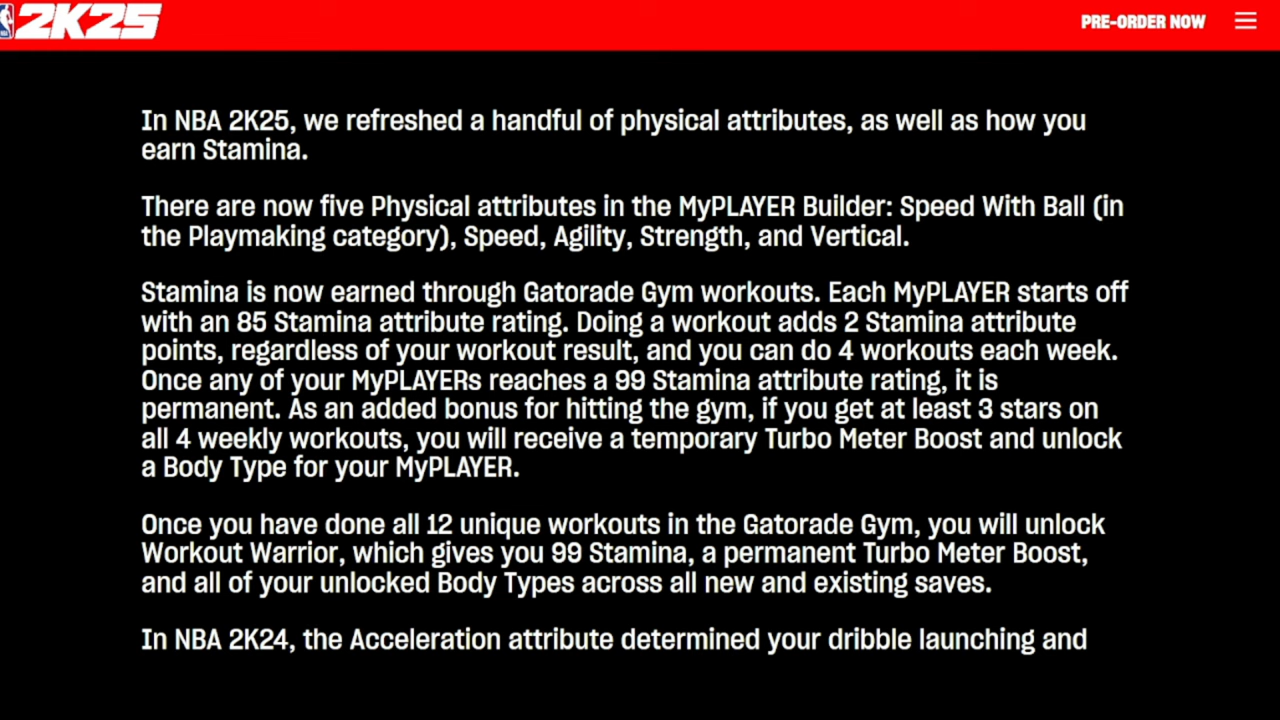 NBA 2K25
PRE-ORDER NOW
In NBA 2K25, we refreshed a handful of physical attributes, as well as how you
earn Stamina.
There are now five Physical attributes in the MyPLAYER Builder: Speed With Ball (in
the Playmaking category), Speed, Agility, Strength, and Vertical.
Stamina is now earned through Gatorade Gym workouts. Each MyPLAYER starts off
with an 85 Stamina attribute rating. Doing a workout adds 2 Stamina attribute
points, regardless of your workout result, and you can do 4 workouts each week.
Once any of your MyPLAYERs reaches a 99 Stamina attribute rating, it is
permanent. As an added bonus for hitting the gym, if you get at least 3 stars on
all 4 weekly workouts, you will receive a temporary Turbo Meter Boost and unlock
a Body Type for your MyPLAYER.
Once you have done all 12 unique workouts in the Gatorade Gym, you will unlock
Workout Warrior, which gives you 99 Stamina, a permanent Turbo Meter Boost,
and all of your unlocked Body Types across all new and existing saves.
In NBA 2K24, the Acceleration attribute determined your dribble launching and